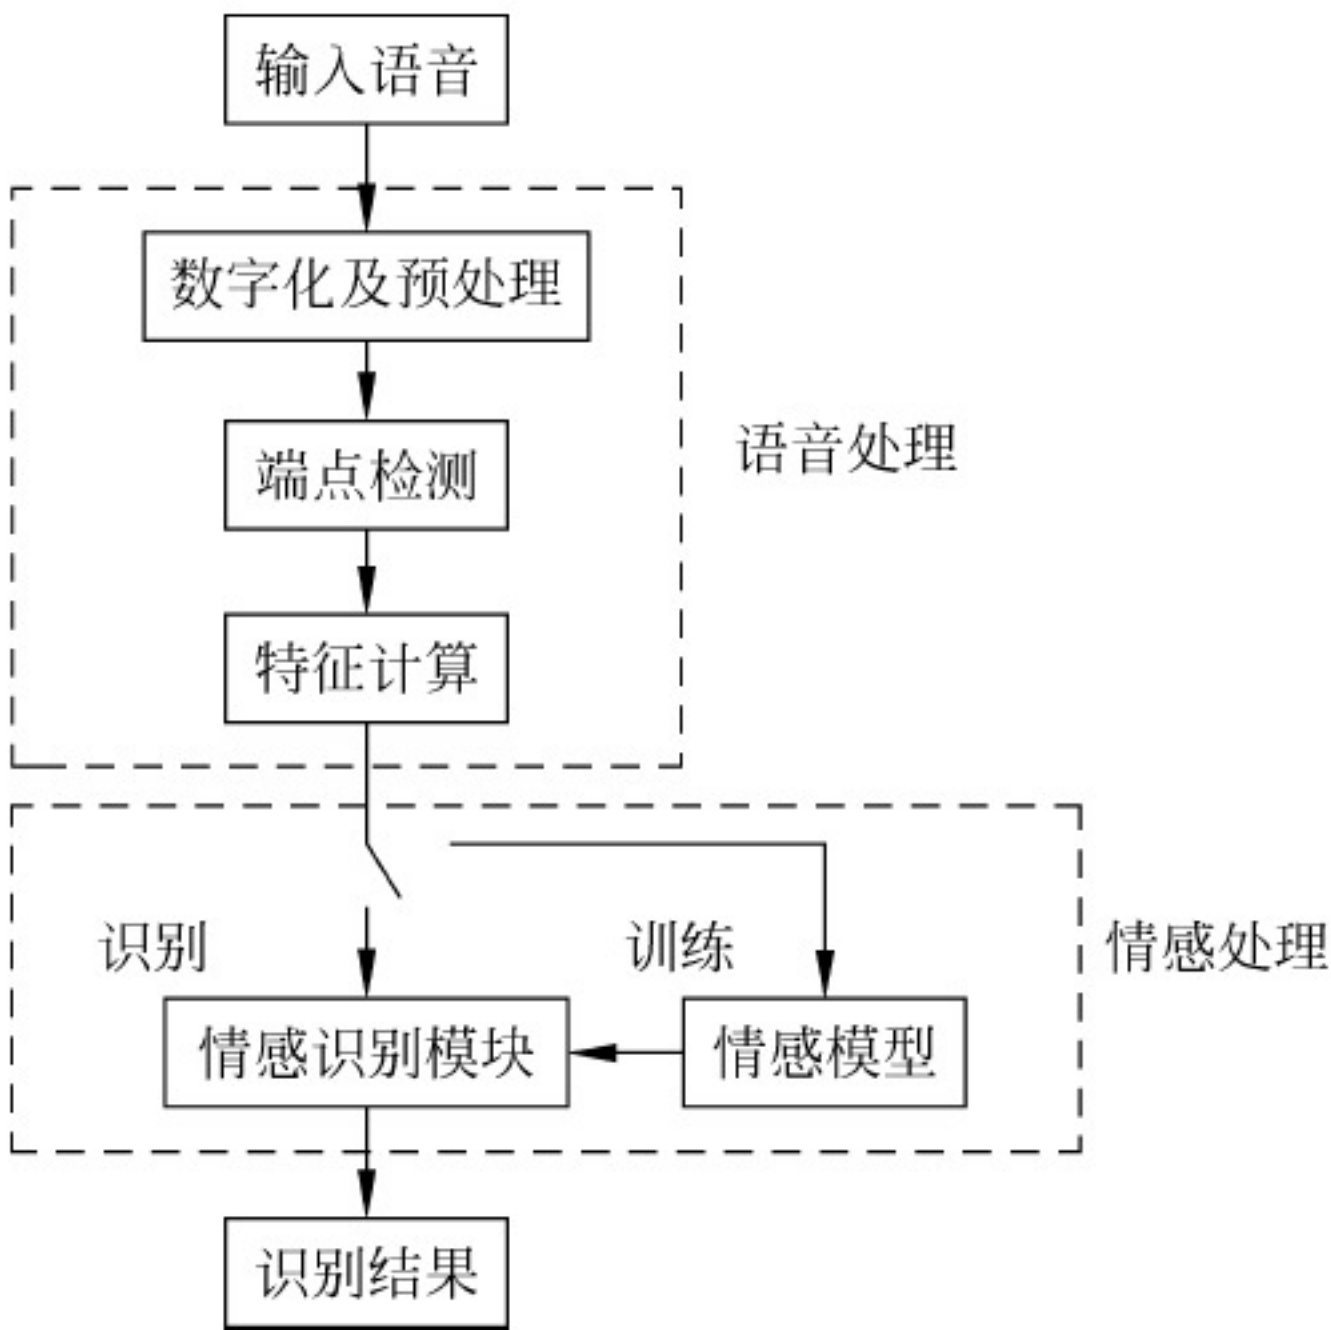 输入语音
数字化及预处理
端点检测
语音处理
特征计算
识别
训练
情感处理
情感识别模块
情感模型
识别结果